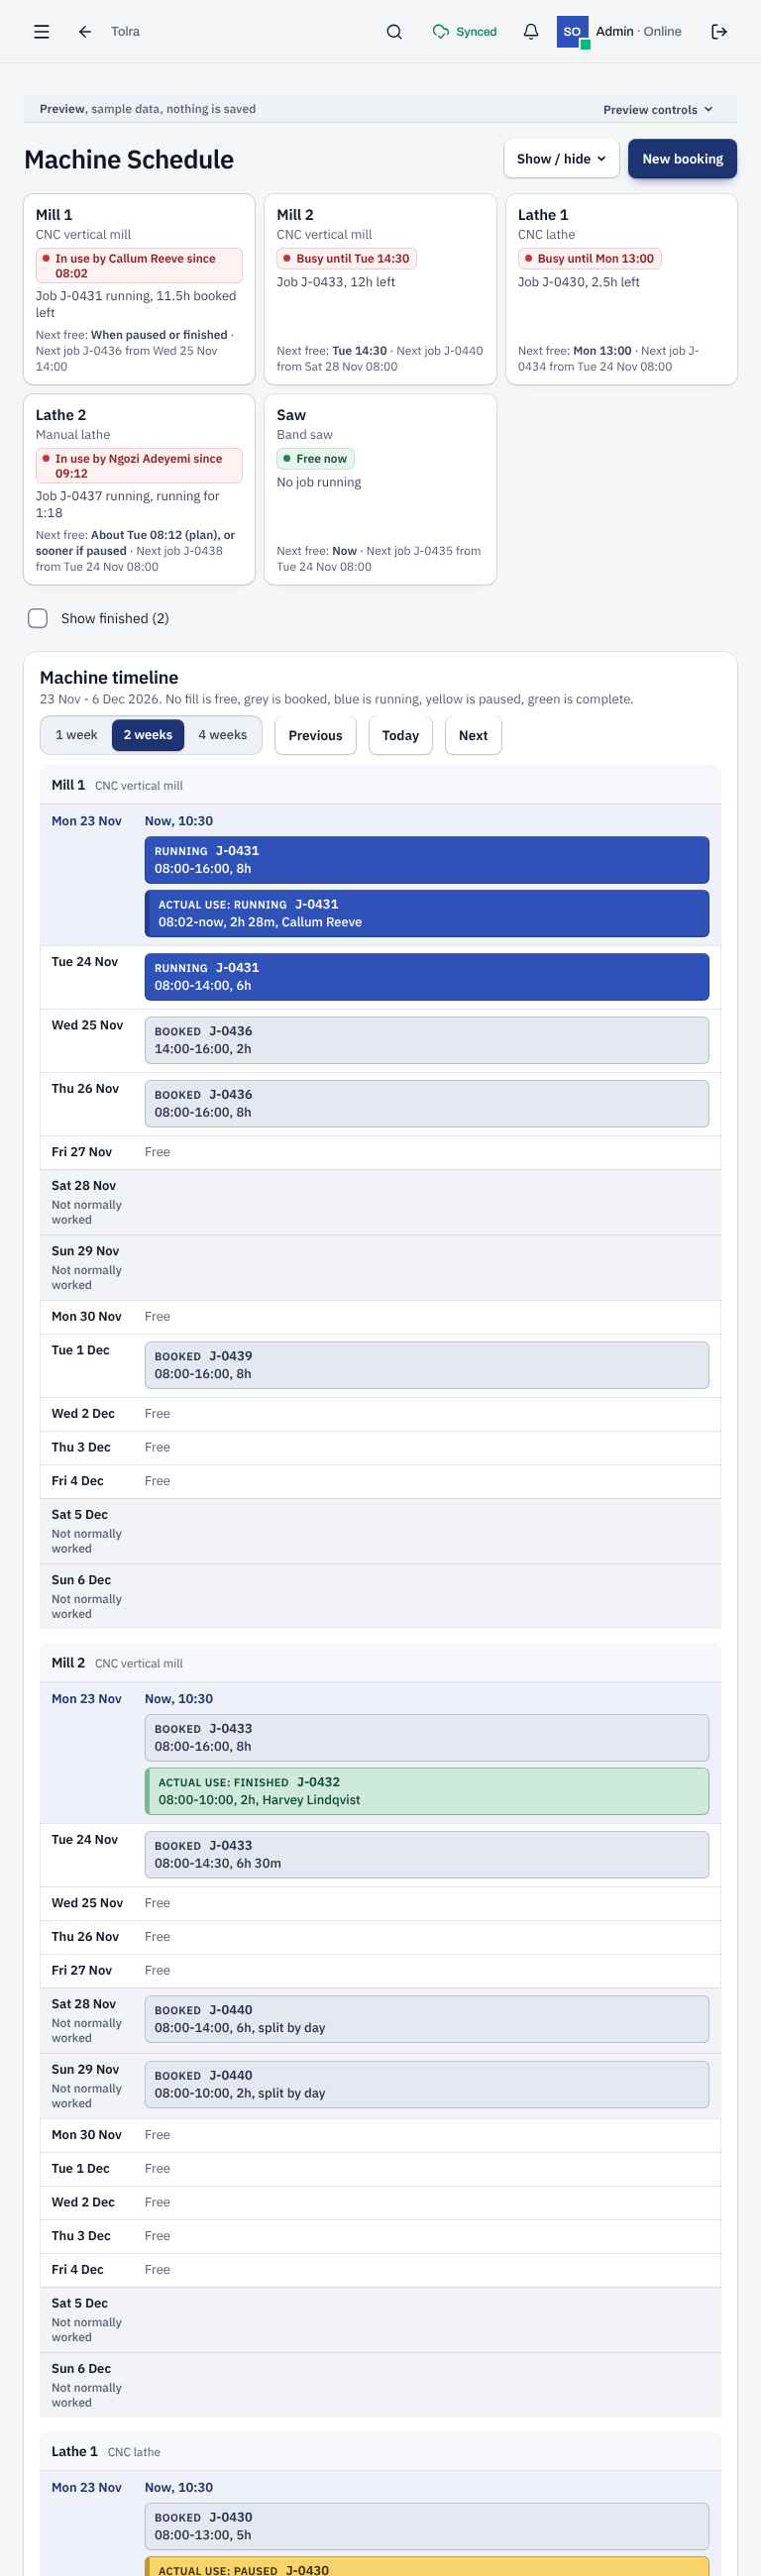 Tolra
Synced
SO
Admin · Online
Preview, sample data, nothing is saved
Preview controls
Machine Schedule
Show / hide
New booking
Mill 1
CNC vertical mill
In use by Callum Reeve since
08:02
Job J-0431 running, 11.5h booked
left
Next free: When paused or finished ·
Next job J-0436 from Wed 25 Nov
14:00
Mill 2
CNC vertical mill
Busy until Tue 14:30
Job J-0433, 12h left
Next free: Tue 14:30 · Next job J-0440
from Sat 28 Nov 08:00
Lathe 1
CNC lathe
Busy until Mon 13:00
Job J-0430, 2.5h left
Next free: Mon 13:00 · Next job J-
0434 from Tue 24 Nov 08:00
Lathe 2
Manual lathe
In use by Ngozi Adeyemi since
09:12
Job J-0437 running, running for
1:18
Next free: About Tue 08:12 (plan), or
sooner if paused · Next job J-0438
from Tue 24 Nov 08:00
Saw
Band saw
Free now
No job running
Next free: Now · Next job J-0435 from
Tue 24 Nov 08:00
Show finished (2)
Machine timeline
23 Nov - 6 Dec 2026. No fill is free, grey is booked, blue is running, yellow is paused, green is complete.
1 week
2 weeks
4 weeks
Previous
Today
Next
Mill 1 CNC vertical mill
Mon 23 Nov
Now, 10:30
RUNNING J-0431
08:00-16:00, 8h
ACTUAL USE: RUNNING J-0431
08:02-now, 2h 28m, Callum Reeve
Tue 24 Nov
RUNNING J-0431
08:00-14:00, 6h
Wed 25 Nov
BOOKED J-0436
14:00-16:00, 2h
Thu 26 Nov
BOOKED J-0436
08:00-16:00, 8h
Fri 27 Nov
Free
Sat 28 Nov
Not normally
worked
Sun 29 Nov
Not normally
worked
Mon 30 Nov
Free
Tue 1 Dec
BOOKED J-0439
08:00-16:00, 8h
Wed 2 Dec
Free
Thu 3 Dec
Free
Fri 4 Dec
Free
Sat 5 Dec
Not normally
worked
Sun 6 Dec
Not normally
worked
Mill 2 CNC vertical mill
Mon 23 Nov
Now, 10:30
BOOKED J-0433
08:00-16:00, 8h
ACTUAL USE: FINISHED J-0432
08:00-10:00, 2h, Harvey Lindqvist
Tue 24 Nov
BOOKED J-0433
08:00-14:30, 6h 30m
Wed 25 Nov
Free
Thu 26 Nov
Free
Fri 27 Nov
Free
Sat 28 Nov
Not normally
worked
BOOKED J-0440
08:00-14:00, 6h, split by day
Sun 29 Nov
Not normally
worked
BOOKED J-0440
08:00-10:00, 2h, split by day
Mon 30 Nov
Free
Tue 1 Dec
Free
Wed 2 Dec
Free
Thu 3 Dec
Free
Fri 4 Dec
Free
Sat 5 Dec
Not normally
worked
Sun 6 Dec
Not normally
worked
Lathe 1 CNC lathe
Mon 23 Nov
Now, 10:30
BOOKED J-0430
08:00-13:00, 5h
ACTUAL USE: PAUSED J-0430